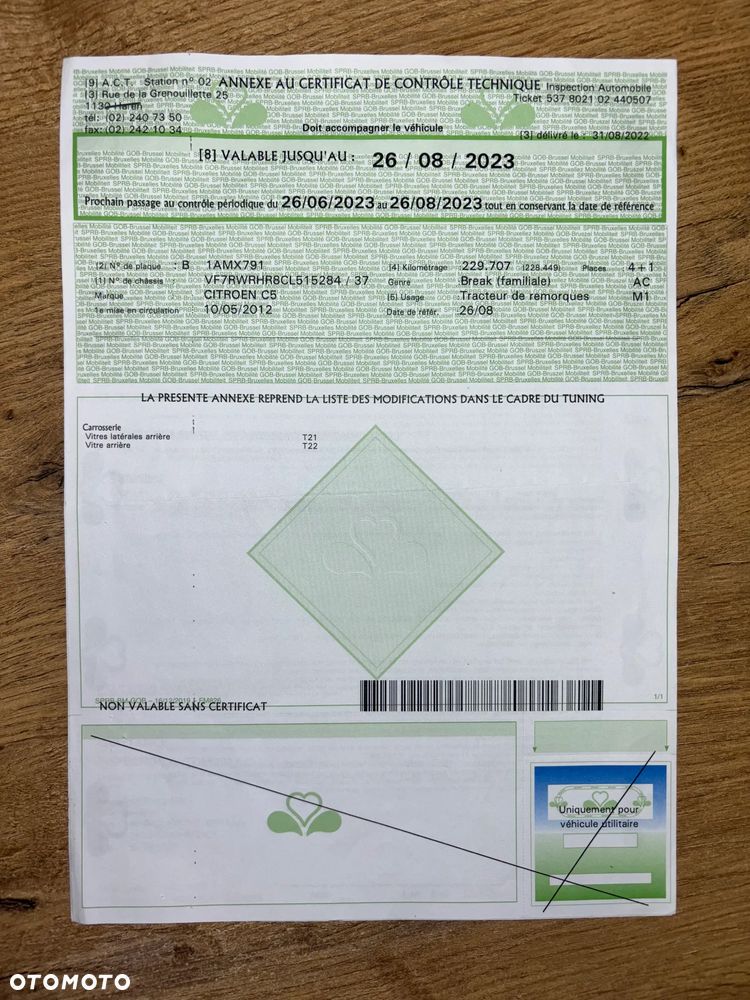 [9] A.C.T. Station n° 02 ANNEXE AU CERTIFICAT DE CONTRÔLE TECHNIQUE Inspection Automobile
[3] Rue de la Grenouillette 25 Ticket 537 8021 02 440507
1130 Haren
tél: (02) 240 73 50
fax: (02) 242 10 34 Doit accompagner le véhicule [3] délivré le : 31/08/2022
[8] VALABLE JUSQU'AU : 26 / 08 / 2023
Prochain passage au contrôle périodique du 26/06/2023 au 26/08/2023 tout en conservant la date de référence
[2] N° de plaque : B 1AMX791 [4] Kilométrage :229.707 [228.449] Places 4+1
[1] N° de châssis : VF7RWRHR8CL515284 / 37 Genre :Break (familiale) AC
Marque CITROEN C5 [5] Usage :Tracteur de remorques M1
1e mise en circulation : 10/05/2012 Date de référ. :26/08
LA PRESENTE ANNEXE REPREND LA LISTE DES MODIFICATIONS DANS LE CADRE DU TUNING
Carrosserie
Vitres latérales arrière T21
Vitre arrière T22
1/1
NON VALABLE SANS CERTIFICAT
Uniquement pour
véhicule utilitaire
OTOMOTO